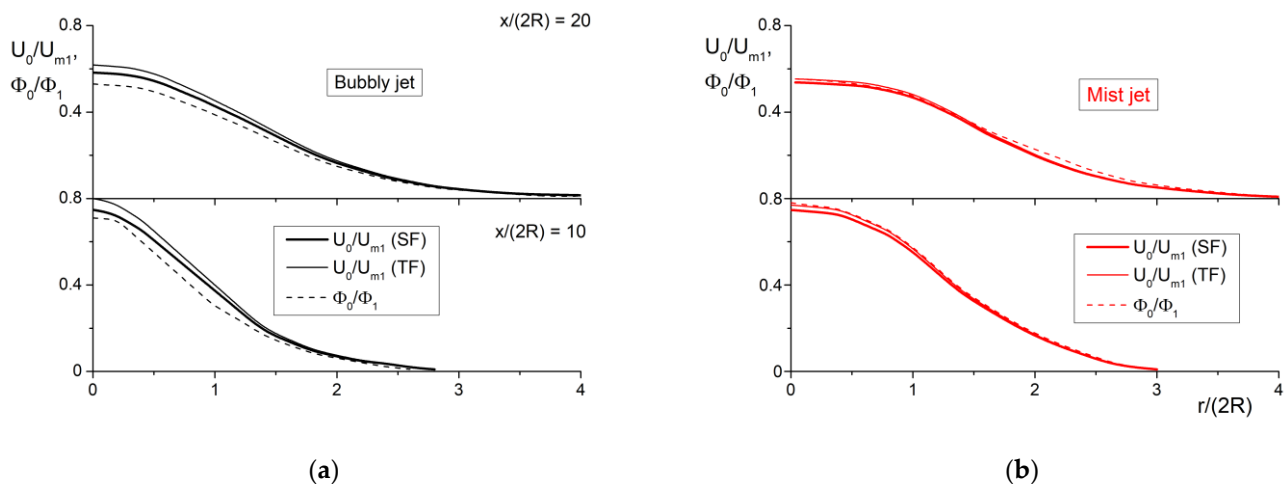 0.8
x/(2R) = 20
U₀/Uₘ₁,
Φ₀/Φ₁
Bubbly jet
0.4
0.8
x/(2R) = 10
U₀/Uₘ₁ (SF)
U₀/Uₘ₁ (TF)
Φ₀/Φ₁
0.4
0
0 1 2 3 4
(a)
0.8
U₀/Uₘ₁,
Φ₀/Φ₁
Mist jet
0.4
0.8
U₀/Uₘ₁ (SF)
U₀/Uₘ₁ (TF)
Φ₀/Φ₁
0.4
0
0 1 2 3 4
r/(2R)
(b)